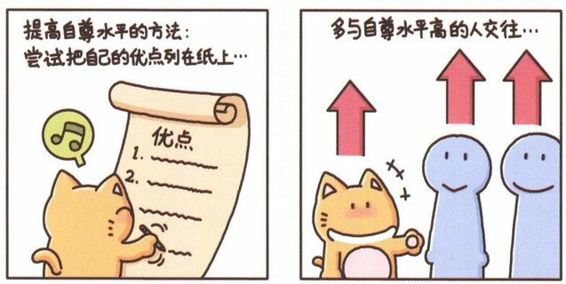 提高自尊水平的方法:
尝试把自己的优点列在纸上…
优点
1.
2.
多与自尊水平高的人交往…